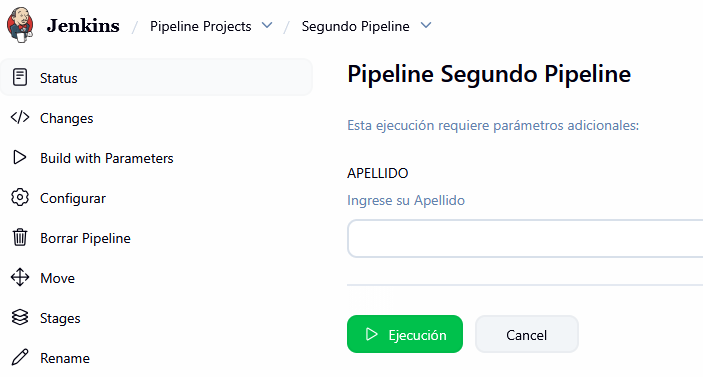 Jenkins / Pipeline Projects / Segundo Pipeline
Status
Changes
Build with Parameters
Configurar
Borrar Pipeline
Move
Stages
Rename
Pipeline Segundo Pipeline
Esta ejecución requiere parámetros adicionales:
APELLIDO
Ingrese su Apellido
Ejecución
Cancel